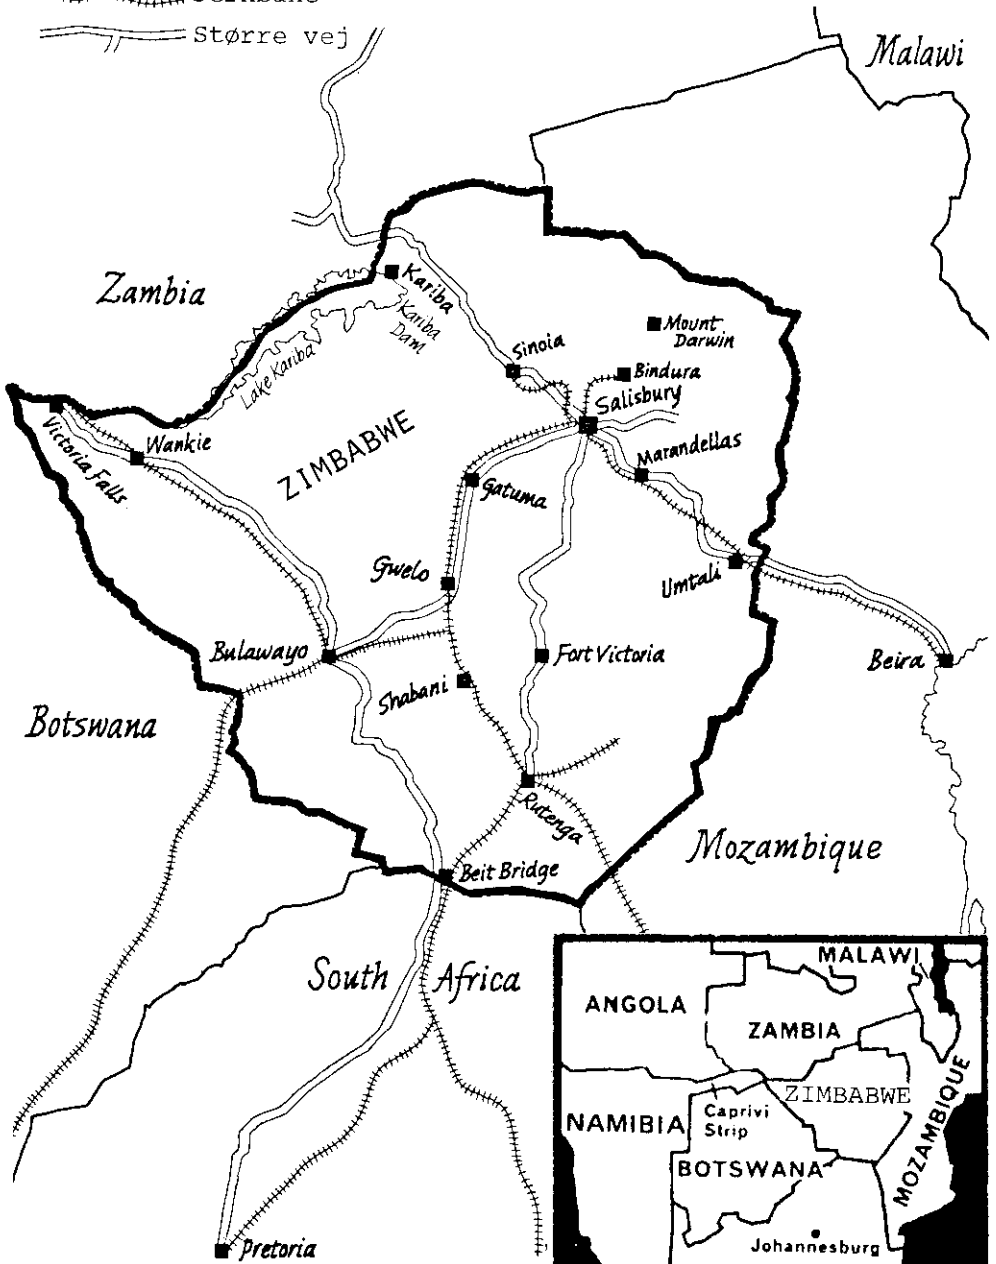 Jernbane
Større vej
Malawi
Zambia
Kariba
Kariba
Dam
Lake Kariba
Mount
Darwin
Sinoia
Bindura
Salisbury
Victoria Falls
Wankie
ZIMBABWE
Marandellas
Gatuma
Gwelo
Umtali
Bulawayo
Fort Victoria
Beira
Shabani
Botswana
Rutenga
Mozambique
Beit Bridge
South Africa
Pretoria
MALAWI
ANGOLA
ZAMBIA
ZIMBABWE
MOZAMBIQUE
NAMIBIA
Caprivi
Strip
BOTSWANA
Johannesburg